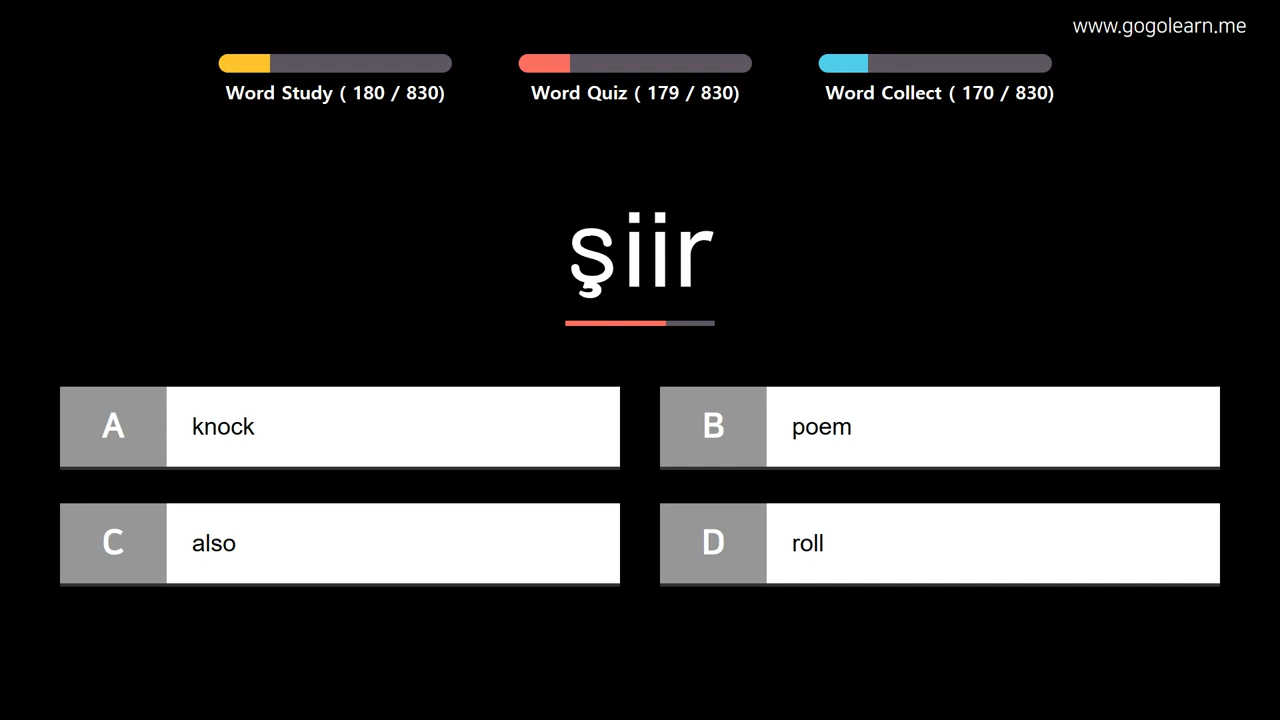 www.gogolearn.me
Word Study ( 180 / 830)
Word Quiz ( 179 / 830)
Word Collect ( 170 / 830)
şiir
A knock
B poem
C also
D roll